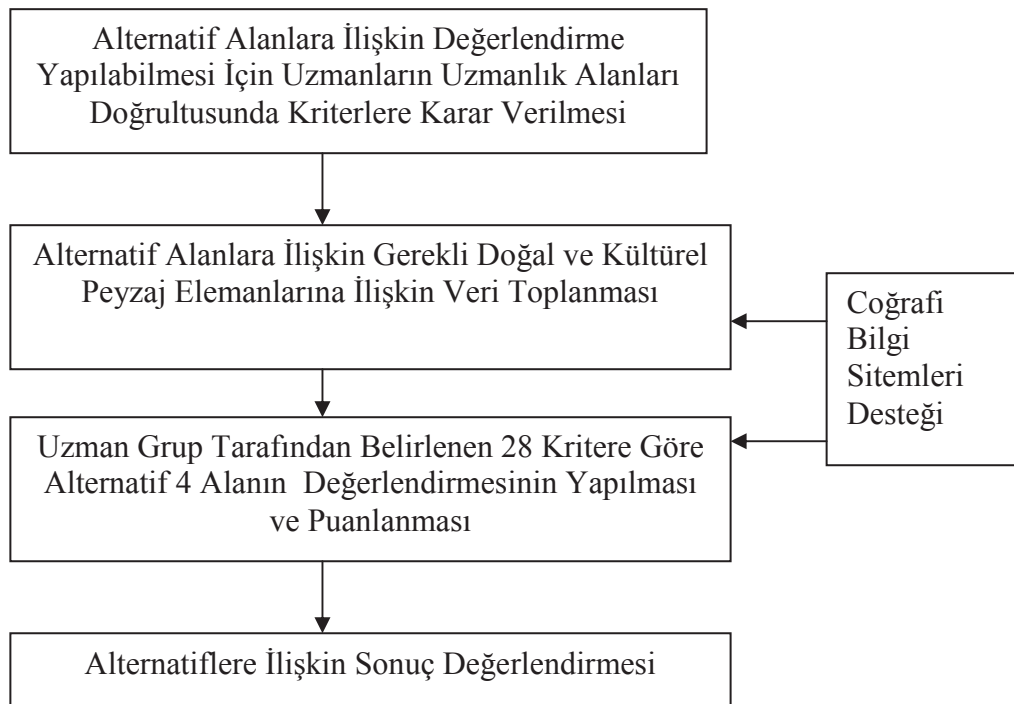 Alternatif Alanlara İlişkin Değerlendirme
Yapılabilmesi İçin Uzmanların Uzmanlık Alanları
Doğrultusunda Kriterlere Karar Verilmesi
Alternatif Alanlara İlişkin Gerekli Doğal ve Kültürel
Peyzaj Elemanlarına İlişkin Veri Toplanması
Coğrafi
Bilgi
Sitemleri
Desteği
Uzman Grup Tarafından Belirlenen 28 Kritere Göre
Alternatif 4 Alanın Değerlendirmesinin Yapılması
ve Puanlanması
Alternatiflere İlişkin Sonuç Değerlendirmesi